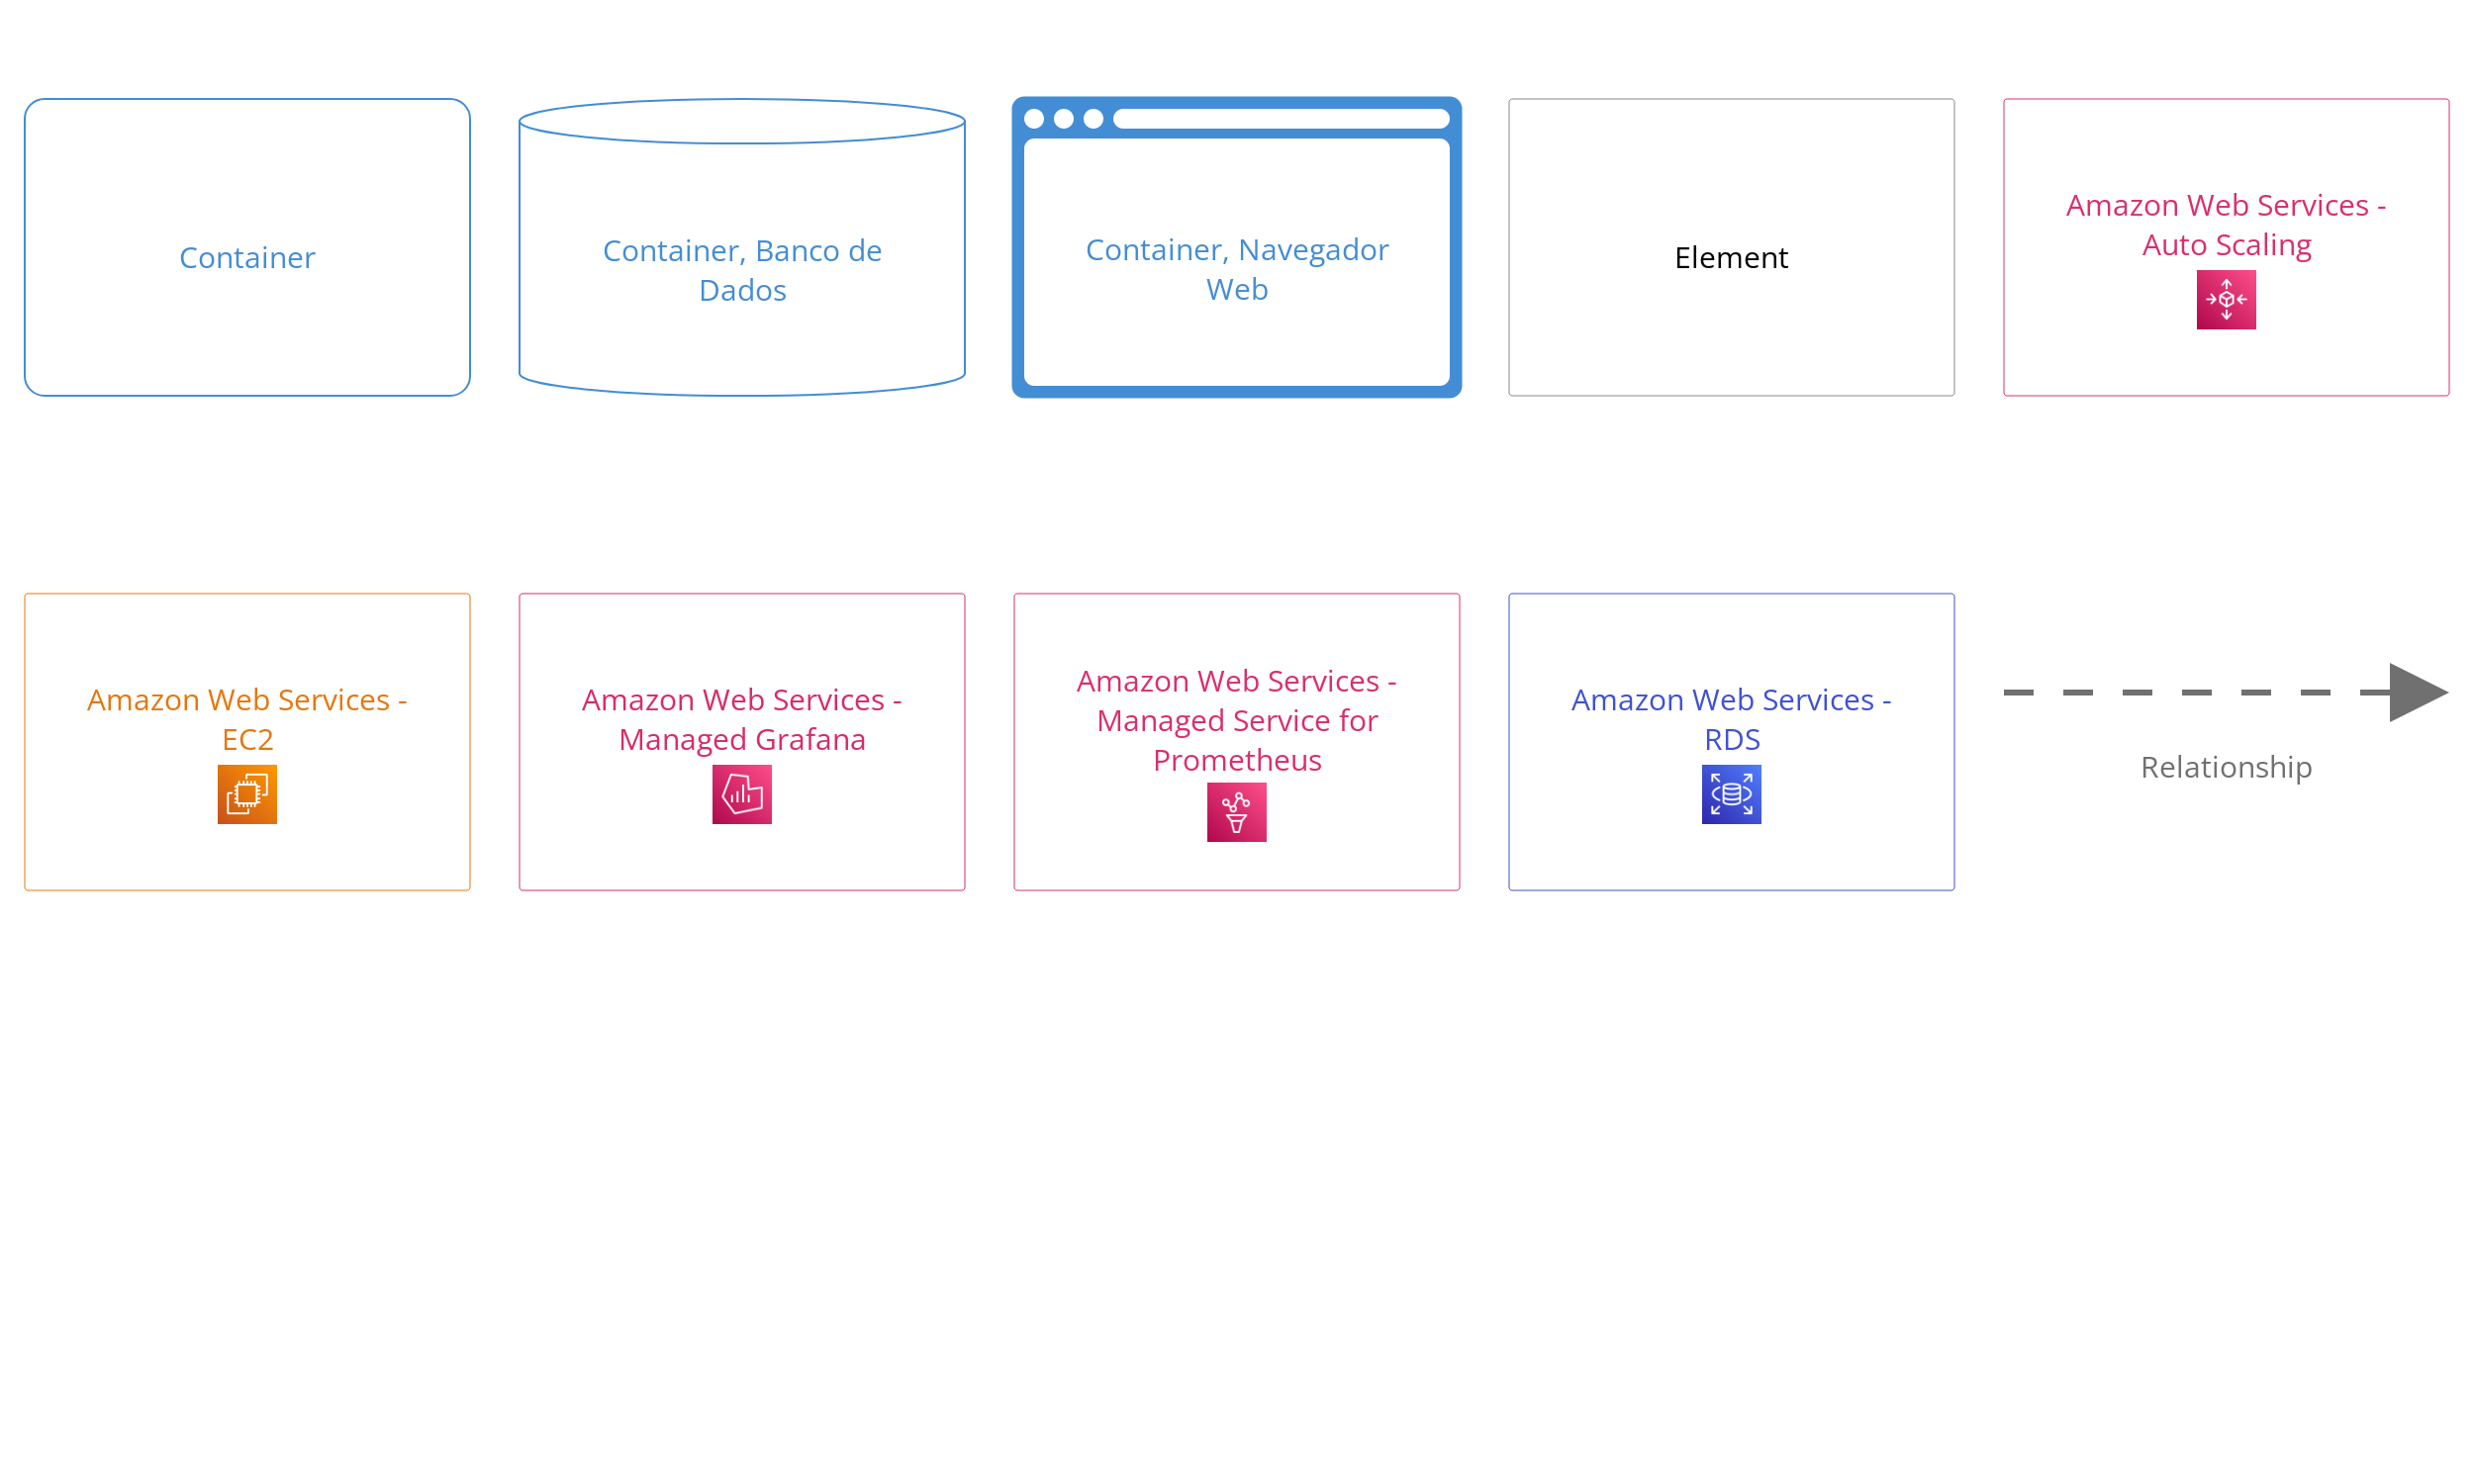 Container
Container, Banco de
Dados
Container, Navegador
Web
Element
Amazon Web Services -
Auto Scaling
Amazon Web Services -
EC2
Amazon Web Services -
Managed Grafana
Amazon Web Services -
Managed Service for
Prometheus
Amazon Web Services -
RDS
Relationship